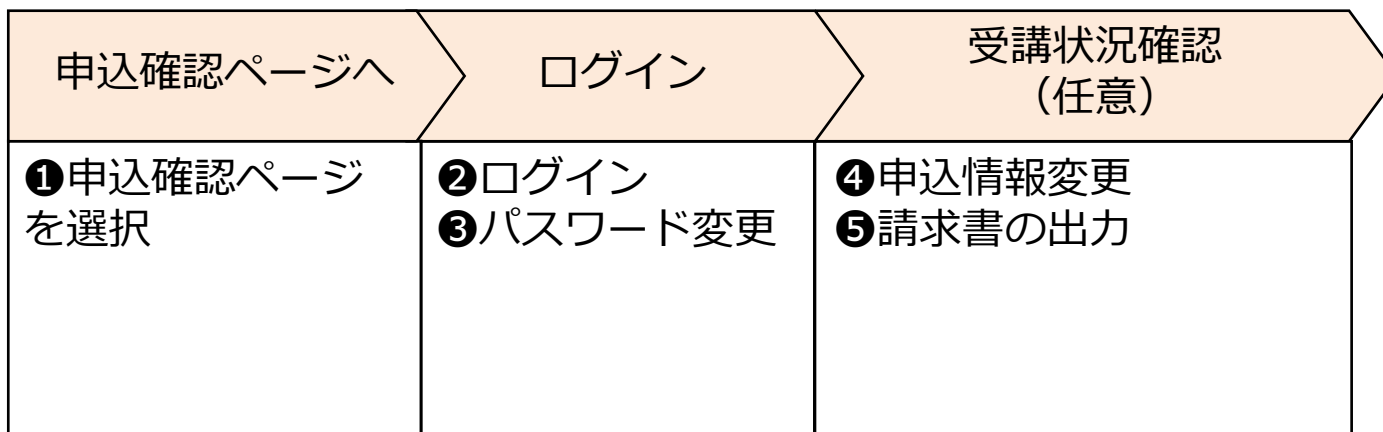 申込確認ページへ
ログイン
受講状況確認
（任意）
❶申込確認ページ
を選択
❷ログイン
❸パスワード変更
❹申込情報変更
❺請求書の出力